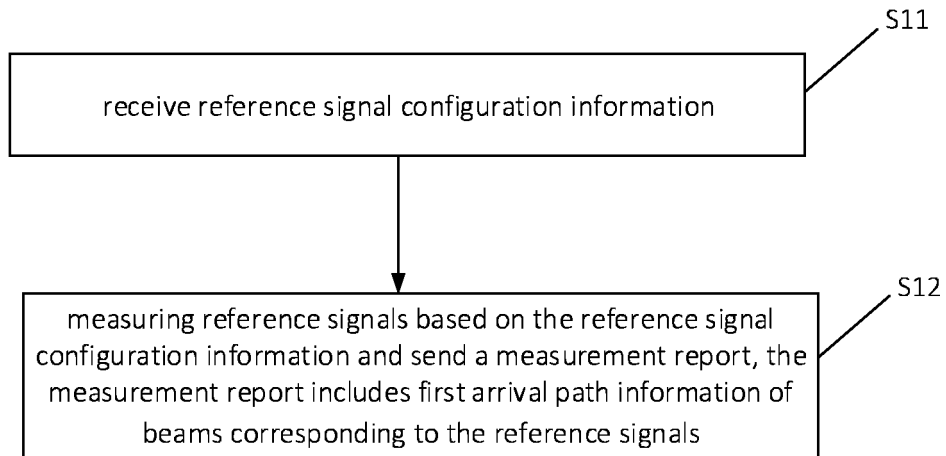 S11
receive reference signal configuration information
S12
measuring reference signals based on the reference signal
configuration information and send a measurement report, the
measurement report includes first arrival path information of
beams corresponding to the reference signals